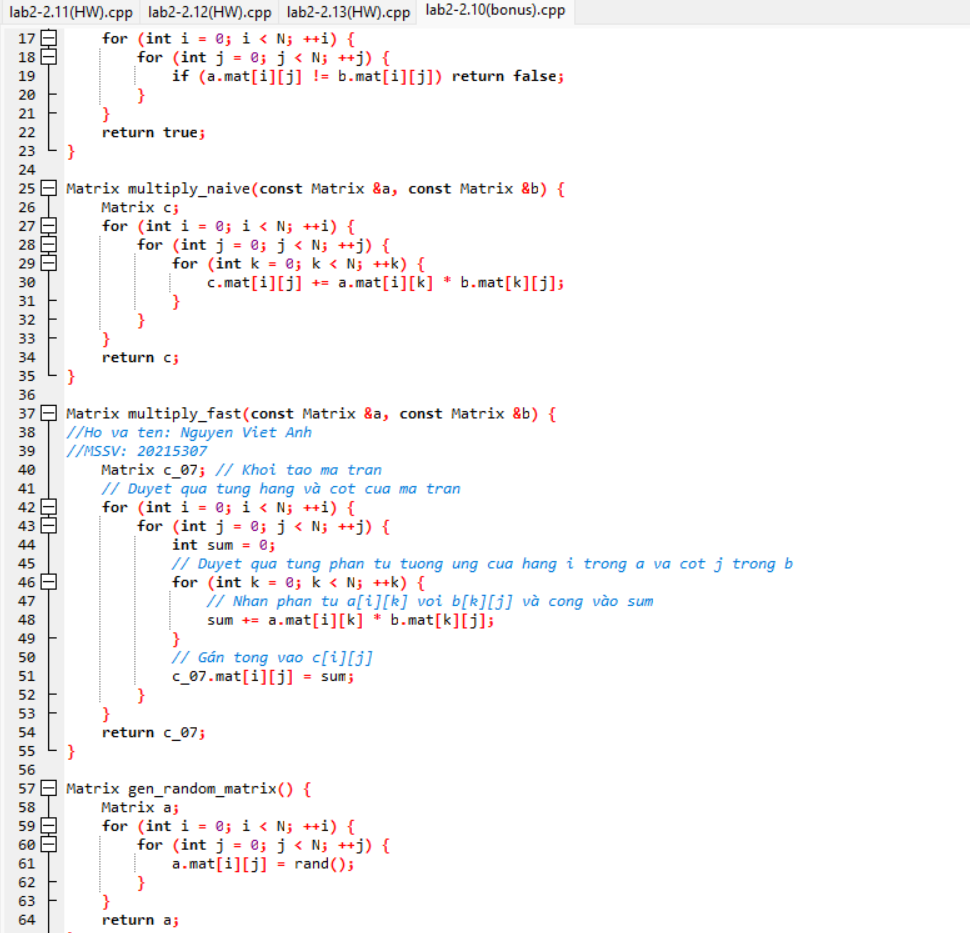 lab2-2.11(HW).cpp lab2-2.12(HW).cpp lab2-2.13(HW).cpp lab2-2.10(bonus).cpp
17 for (int i = 0; i < N; ++i) {
18 for (int j = 0; j < N; ++j) {
19 if (a.mat[i][j] != b.mat[i][j]) return false;
20 }
21 }
22 return true;
23 }
24
25 Matrix multiply_naive(const Matrix &a, const Matrix &b) {
26 Matrix c;
27 for (int i = 0; i < N; ++i) {
28 for (int j = 0; j < N; ++j) {
29 for (int k = 0; k < N; ++k) {
30 c.mat[i][j] += a.mat[i][k] * b.mat[k][j];
31 }
32 }
33 }
34 return c;
35 }
36
37 Matrix multiply_fast(const Matrix &a, const Matrix &b) {
38 //Ho va ten: Nguyen Viet Anh
39 //MSSV: 20215307
40 Matrix c_07; // Khoi tao ma tran
41 // Duyet qua tung hang và cot cua ma tran
42 for (int i = 0; i < N; ++i) {
43 for (int j = 0; j < N; ++j) {
44 int sum = 0;
45 // Duyet qua tung phan tu tuong ung cua hang i trong a va cot j trong b
46 for (int k = 0; k < N; ++k) {
47 // Nhan phan tu a[i][k] voi b[k][j] và cong vào sum
48 sum += a.mat[i][k] * b.mat[k][j];
49 }
50 // Gán tong vao c[i][j]
51 c_07.mat[i][j] = sum;
52 }
53 }
54 return c_07;
55 }
56
57 Matrix gen_random_matrix() {
58 Matrix a;
59 for (int i = 0; i < N; ++i) {
60 for (int j = 0; j < N; ++j) {
61 a.mat[i][j] = rand();
62 }
63 }
64 return a;